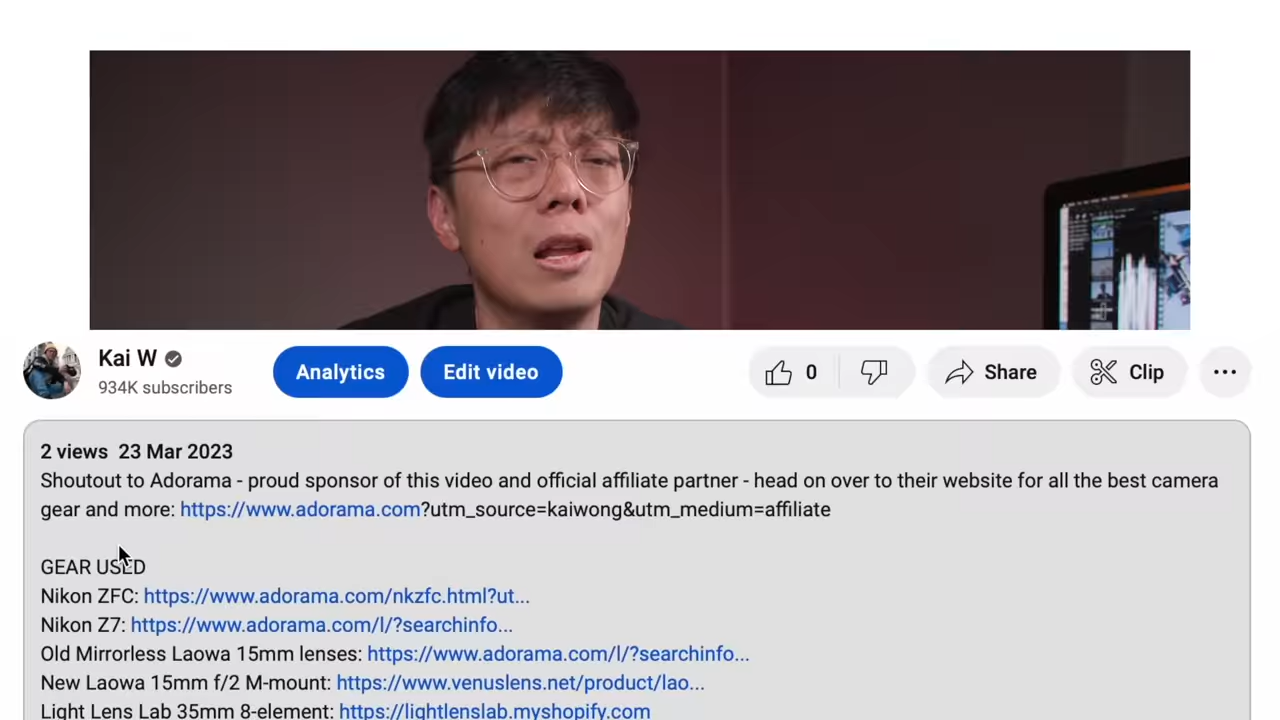 Kai W
934K subscribers
Analytics
Edit video
0
Share
Clip
2 views 23 Mar 2023
Shoutout to Adorama - proud sponsor of this video and official affiliate partner - head on over to their website for all the best camera
gear and more: https://www.adorama.com?utm_source=kaiwong&utm_medium=affiliate
GEAR USED
Nikon ZFC: https://www.adorama.com/nkzfc.html?ut...
Nikon Z7: https://www.adorama.com/l/?searchinfo...
Old Mirrorless Laowa 15mm lenses: https://www.adorama.com/l/?searchinfo...
New Laowa 15mm f/2 M-mount: https://www.venuslens.net/product/lao...
Light Lens Lab 35mm 8-element: https://lightlenslab.myshopify.com